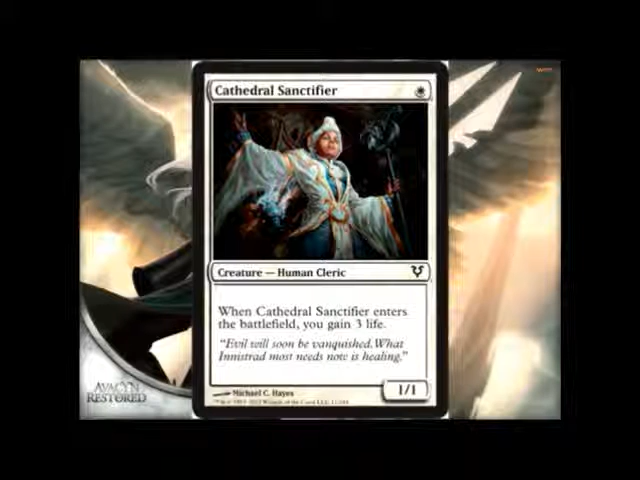 Cathedral Sanctifier
Creature — Human Cleric
When Cathedral Sanctifier enters
the battlefield, you gain 3 life.
"Evil will soon be vanquished. What
Innistrad most needs now is healing."
Michael C. Hayes
1/1
AVACYN
RESTORED